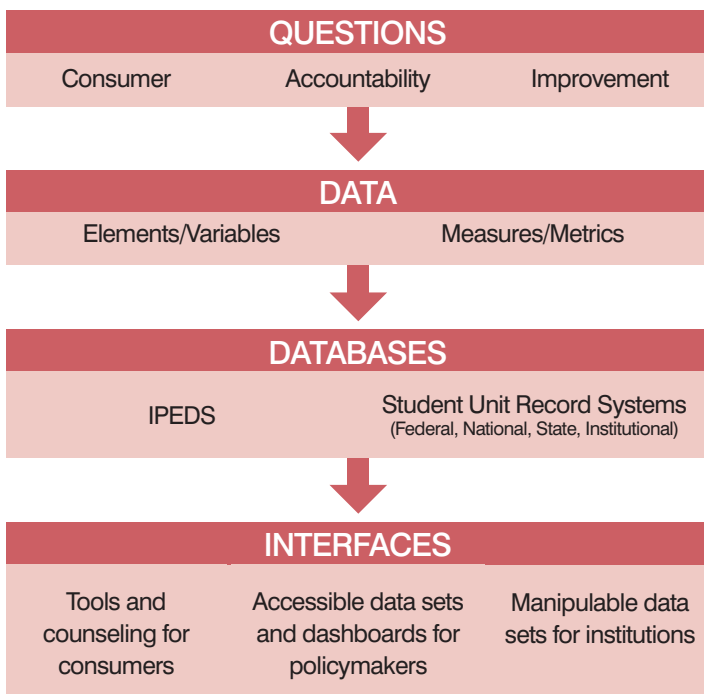 QUESTIONS
Consumer Accountability Improvement
DATA
Elements/Variables Measures/Metrics
DATABASES
IPEDS
Student Unit Record Systems
(Federal, National, State, Institutional)
INTERFACES
Tools and
counseling for
consumers
Accessible data sets
and dashboards for
policymakers
Manipulable data
sets for institutions